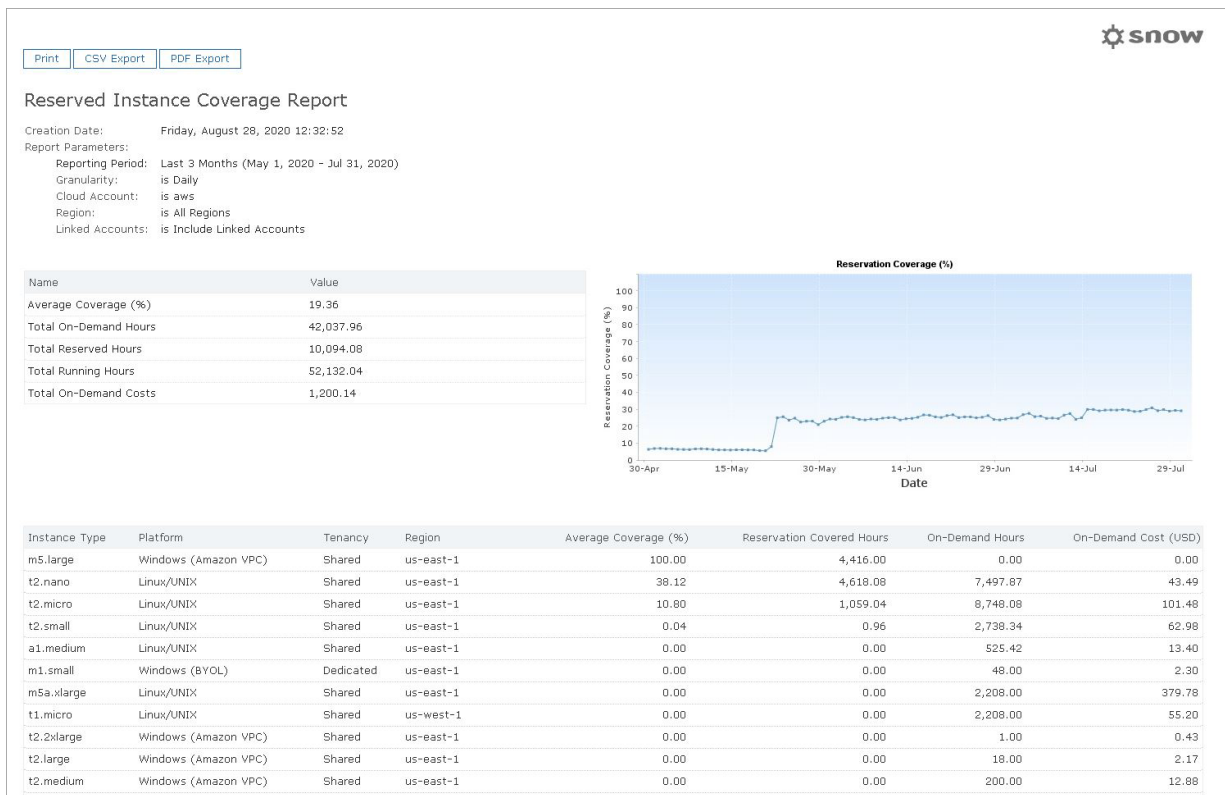 snow
Print CSV Export PDF Export
Reserved Instance Coverage Report
Creation Date: Friday, August 28, 2020 12:32:52
Report Parameters:
Reporting Period: Last 3 Months (May 1, 2020 - Jul 31, 2020)
Granularity: is Daily
Cloud Account: is aws
Region: is All Regions
Linked Accounts: is Include Linked Accounts
Name Value
Average Coverage (%) 19.36
Total On-Demand Hours 42,037.96
Total Reserved Hours 10,094.08
Total Running Hours 52,132.04
Total On-Demand Costs 1,200.14
Reservation Coverage (%)
Reservation Coverage (%)
100
90
80
70
60
50
40
30
20
10
0
30-Apr 15-May 30-May 14-Jun 29-Jun 14-Jul 29-Jul
Date
Instance Type Platform Tenancy Region Average Coverage (%) Reservation Covered Hours On-Demand Hours On-Demand Cost (USD)
m5.large Windows (Amazon VPC) Shared us-east-1 100.00 4,416.00 0.00 0.00
t2.nano Linux/UNIX Shared us-east-1 38.12 4,618.08 7,497.87 43.49
t2.micro Linux/UNIX Shared us-east-1 10.80 1,059.04 8,748.08 101.48
t2.small Linux/UNIX Shared us-east-1 0.04 0.96 2,738.34 62.98
a1.medium Linux/UNIX Shared us-east-1 0.00 0.00 525.42 13.40
m1.small Windows (BYOL) Dedicated us-east-1 0.00 0.00 48.00 2.30
m5a.xlarge Linux/UNIX Shared us-east-1 0.00 0.00 2,208.00 379.78
t1.micro Linux/UNIX Shared us-west-1 0.00 0.00 2,208.00 55.20
t2.2xlarge Windows (Amazon VPC) Shared us-east-1 0.00 0.00 1.00 0.43
t2.large Windows (Amazon VPC) Shared us-east-1 0.00 0.00 18.00 2.17
t2.medium Windows (Amazon VPC) Shared us-east-1 0.00 0.00 200.00 12.88